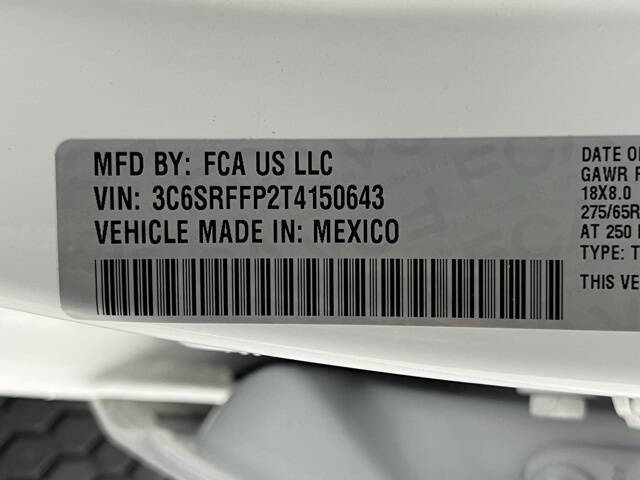 MFD BY: FCA US LLC
VIN: 3C6SRFFP2T4150643
VEHICLE MADE IN: MEXICO
DATE O
GAWR F
18X8.0
275/65R
AT 250
TYPE: T
THIS VE